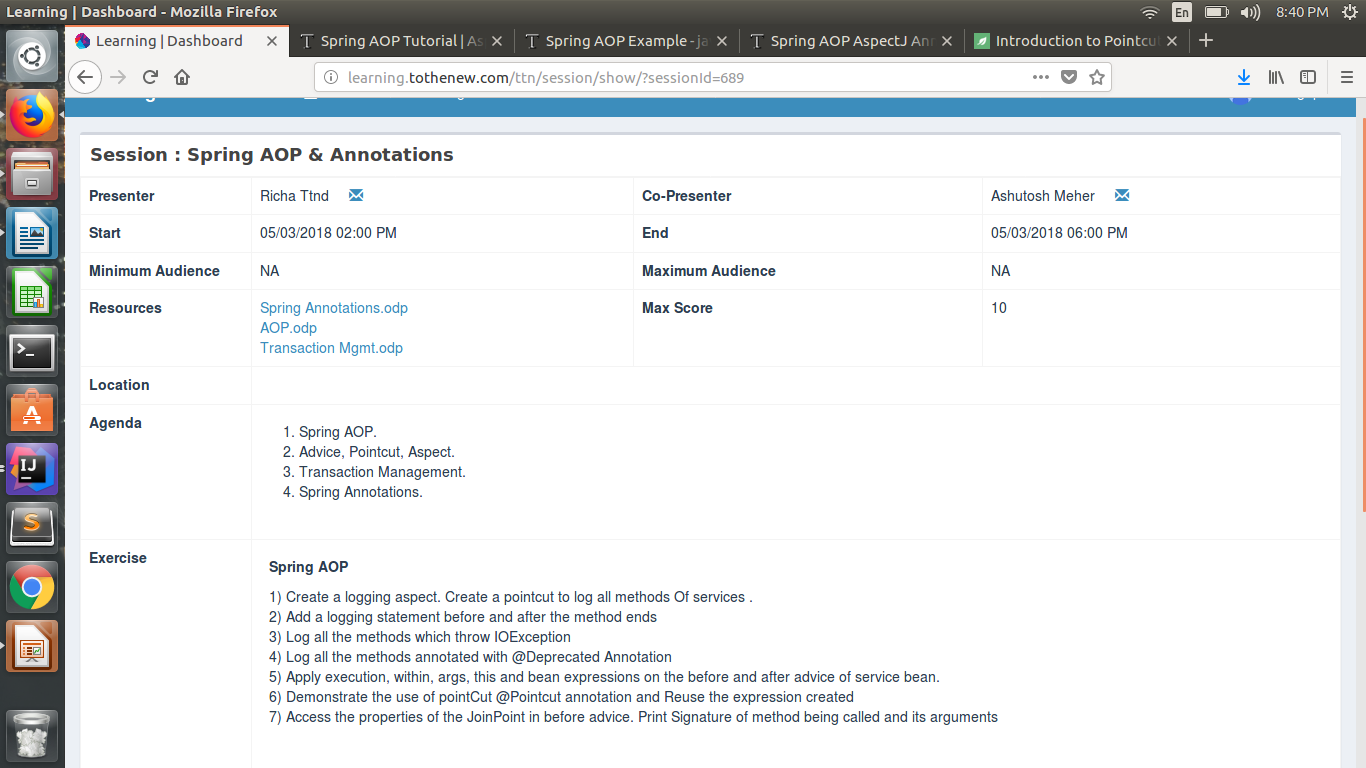 Learning | Dashboard - Mozilla Firefox
En
8:40 PM
Learning | Dashboard
Spring AOP Tutorial | As
Spring AOP Example - ja
Spring AOP AspectJ Ann
Introduction to Pointcut
learning.tothenew.com/ttn/session/show/?sessionId=689
Session : Spring AOP & Annotations
Presenter Richa Ttnd Co-Presenter Ashutosh Meher
Start 05/03/2018 02:00 PM End 05/03/2018 06:00 PM
Minimum Audience NA Maximum Audience NA
Resources Spring Annotations.odp Max Score 10
AOP.odp
Transaction Mgmt.odp
Location
Agenda
1. Spring AOP.
2. Advice, Pointcut, Aspect.
3. Transaction Management.
4. Spring Annotations.
Exercise
Spring AOP
1) Create a logging aspect. Create a pointcut to log all methods Of services .
2) Add a logging statement before and after the method ends
3) Log all the methods which throw IOException
4) Log all the methods annotated with @Deprecated Annotation
5) Apply execution, within, args, this and bean expressions on the before and after advice of service bean.
6) Demonstrate the use of pointCut @Pointcut annotation and Reuse the expression created
7) Access the properties of the JoinPoint in before advice. Print Signature of method being called and its arguments
IJ